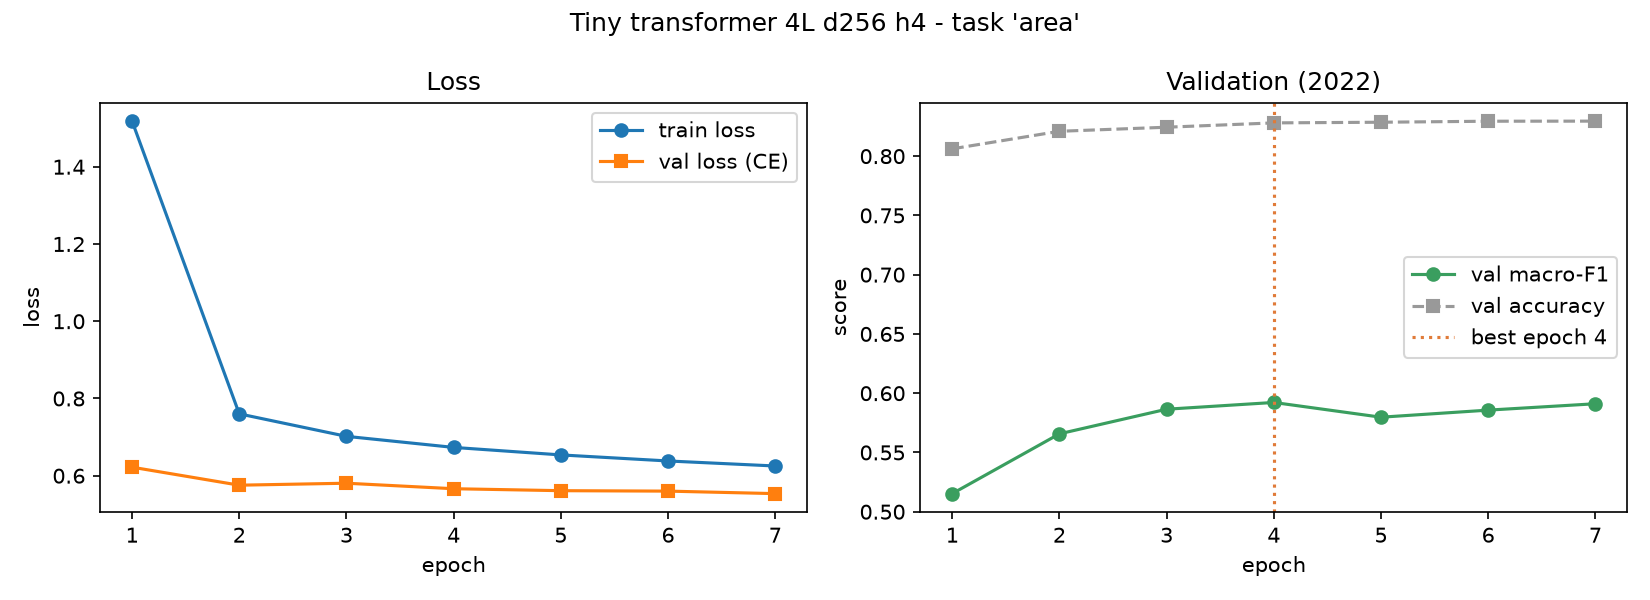 Tiny transformer 4L d256 h4 - task 'area'
Loss
1.4
1.2
1.0
0.8
0.6
loss
train loss
val loss (CE)
1 2 3 4 5 6 7
epoch
Validation (2022)
0.80
0.75
0.70
0.65
0.60
0.55
0.50
score
val macro-F1
val accuracy
best epoch 4
1 2 3 4 5 6 7
epoch